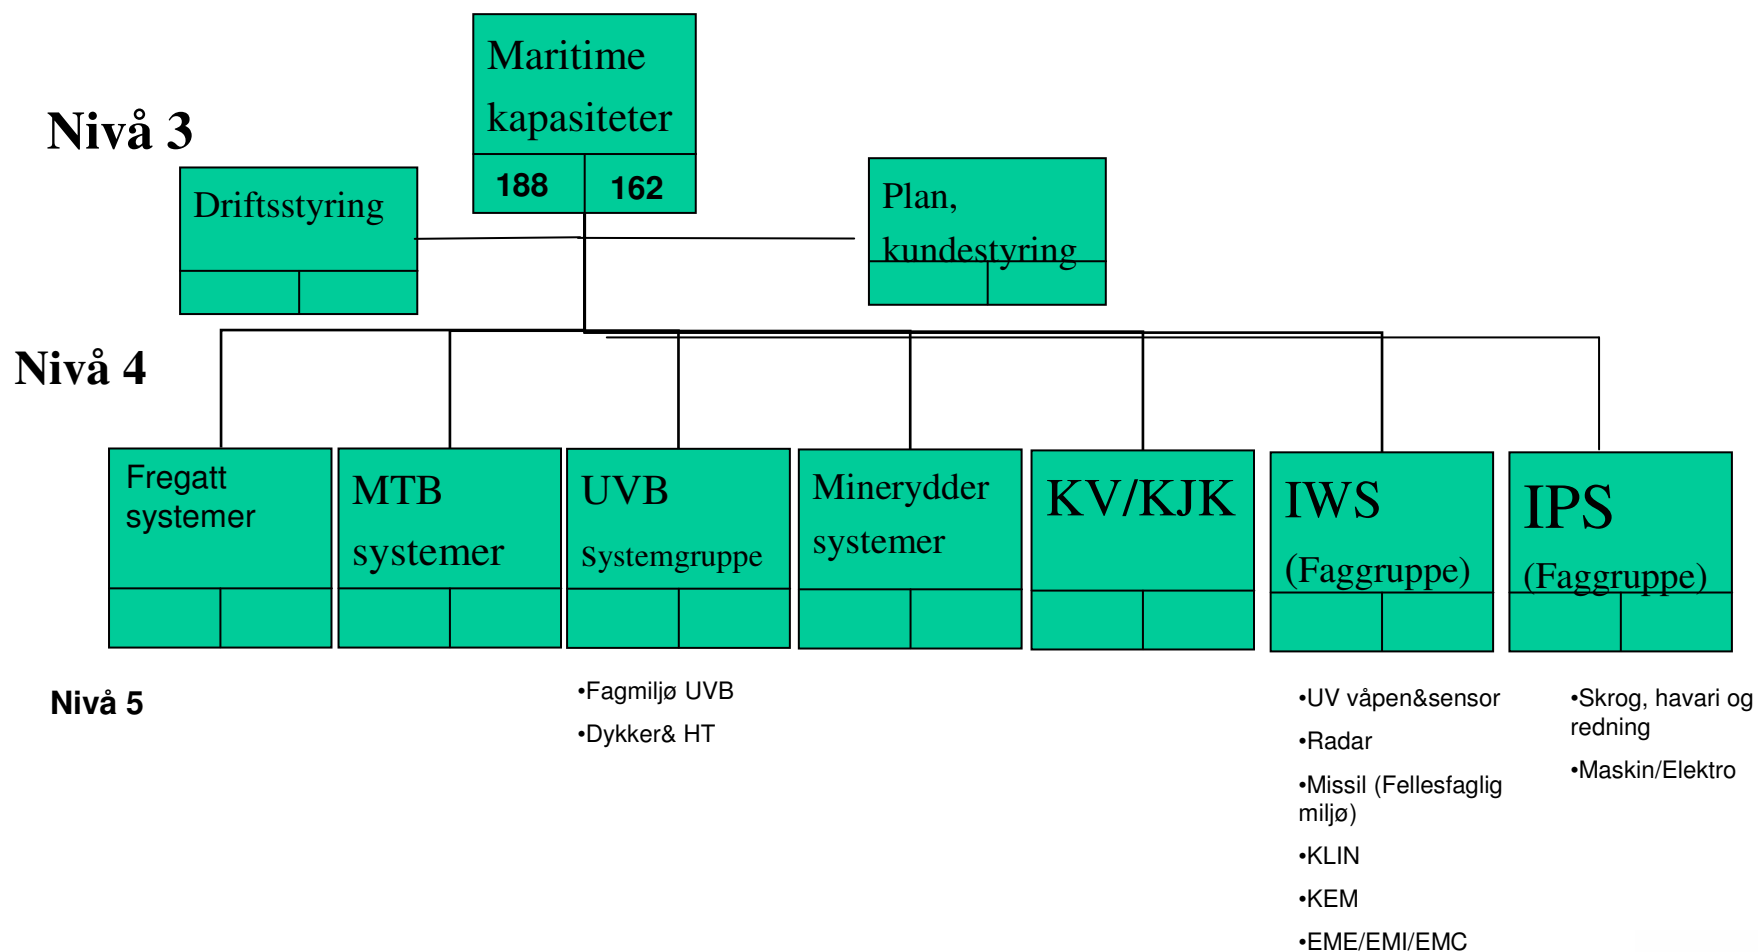 Maritime
kapasiteter
188 162
Nivå 3
Driftsstyring
Plan,
kundestyring
Nivå 4
Fregatt
systemer
MTB
systemer
UVB
Systemgruppe
Minerydder
systemer
KV/KJK
IWS
(Faggruppe)
IPS
(Faggruppe)
Nivå 5
•Fagmiljø UVB
•Dykker& HT
•UV våpen&sensor
•Radar
•Missil (Fellesfaglig
miljø)
•KLIN
•KEM
•EME/EMI/EMC
•Skrog, havari og
redning
•Maskin/Elektro